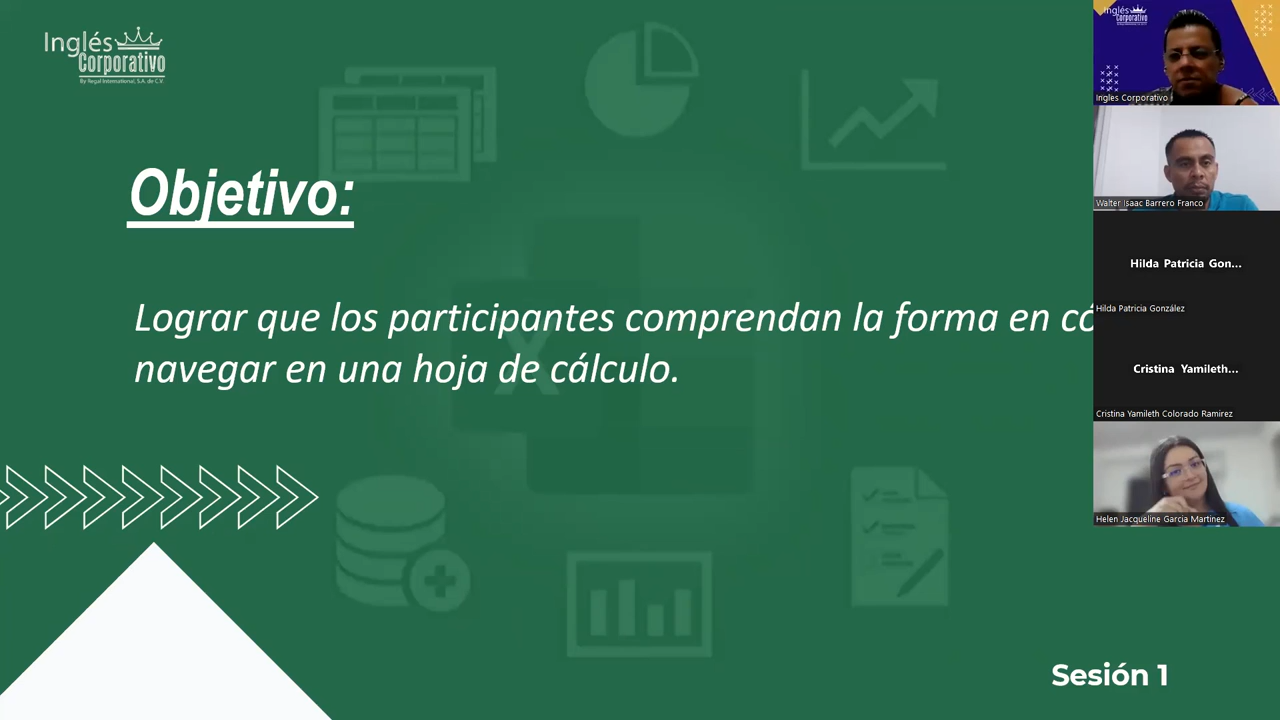 Inglés
Corporativo
By Regal International, S.A. de C.V.
Objetivo:
Lograr que los participantes comprendan la forma en có
navegar en una hoja de cálculo.
Sesión 1
Inglés
Corporativo
Ingles Corporativo
Walter Isaac Barrero Franco
Hilda Patricia Gon...
Hilda Patricia González
Cristina Yamileth...
Cristina Yamileth Colorado Ramirez
Helen Jacqueline Garcia Martinez